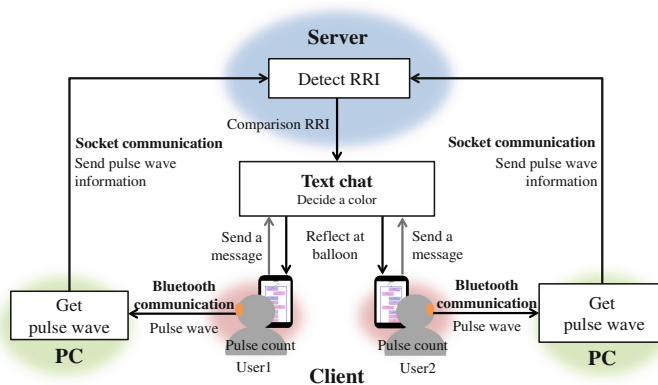 Server
Detect RRI
Comparison RRI
Socket communication
Send pulse wave
information
Socket communication
Send pulse wave
information
Text chat
Decide a color
Send a
message
Reflect at
balloon
Send a
message
Bluetooth
communication
Pulse wave
Bluetooth
communication
Pulse wave
Get
pulse wave
PC
Get
pulse wave
PC
Pulse count
User1
Pulse count
User2
Client